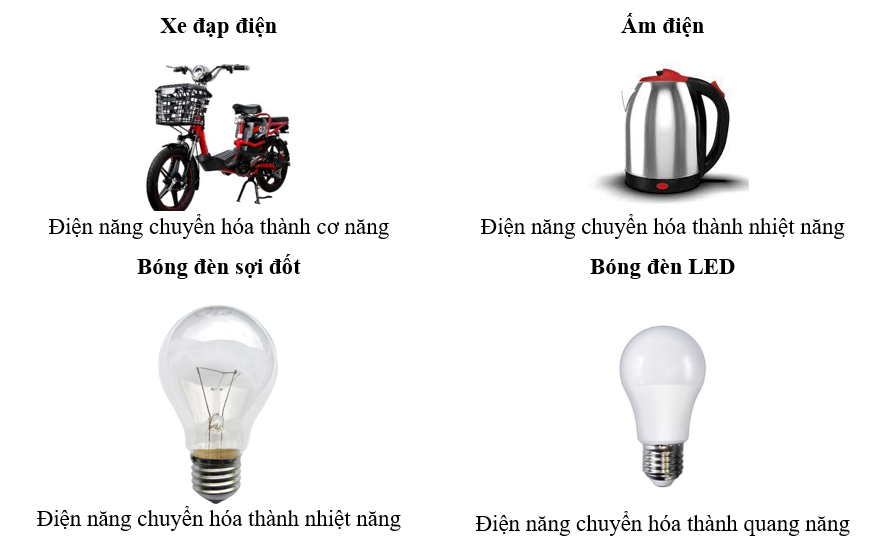 Xe đạp điện
Ấm điện
Điện năng chuyển hóa thành cơ năng
Điện năng chuyển hóa thành nhiệt năng
Bóng đèn sợi đốt
Bóng đèn LED
Điện năng chuyển hóa thành nhiệt năng
Điện năng chuyển hóa thành quang năng